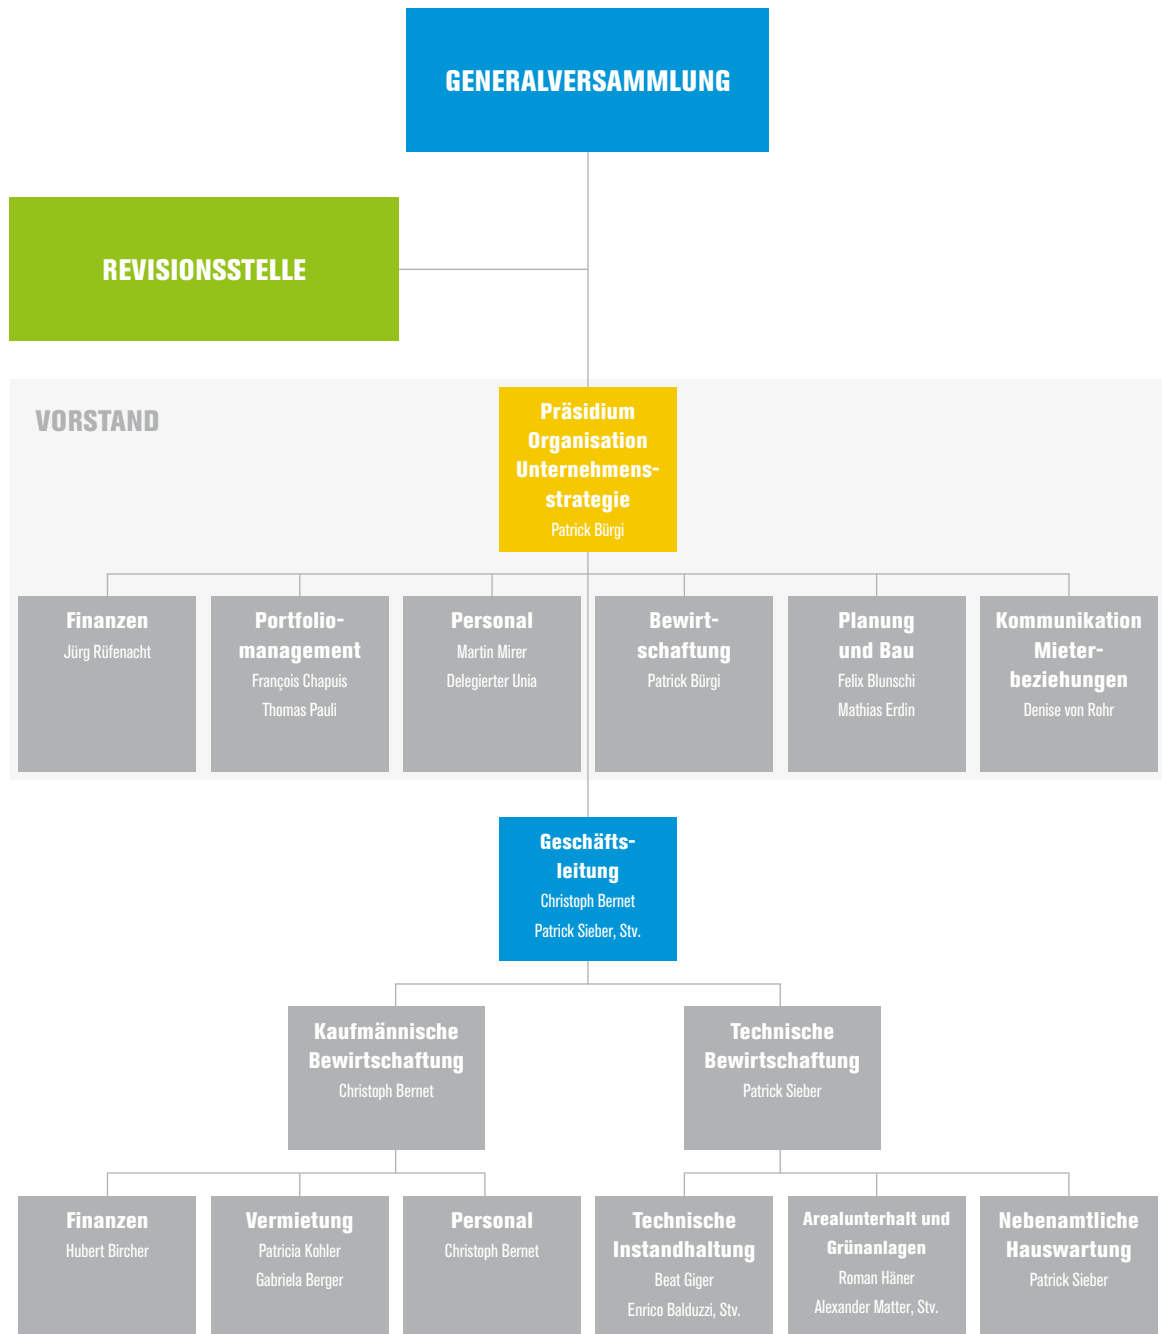 GENERALVERSAMMLUNG
REVISIONSSTELLE
VORSTAND
Präsidium
Organisation
Unternehmens-
strategie
Patrick Bürgi
Finanzen
Jürg Rüfenacht
Portfolio-
management
François Chapuis
Thomas Pauli
Personal
Martin Mirer
Delegierter Unia
Bewirt-
schaftung
Patrick Bürgi
Planung
und Bau
Felix Blunschi
Mathias Erdin
Kommunikation
Mieter-
beziehungen
Denise von Rohr
Geschäfts-
leitung
Christoph Bernet
Patrick Sieber, Stv.
Kaufmännische
Bewirtschaftung
Christoph Bernet
Technische
Bewirtschaftung
Patrick Sieber
Finanzen
Hubert Bircher
Vermietung
Patricia Kohler
Gabriela Berger
Personal
Christoph Bernet
Technische
Instandhaltung
Beat Giger
Enrico Balduzzi, Stv.
Arealunterhalt und
Grünanlagen
Roman Häner
Alexander Matter, Stv.
Nebenamtliche
Hauswartung
Patrick Sieber